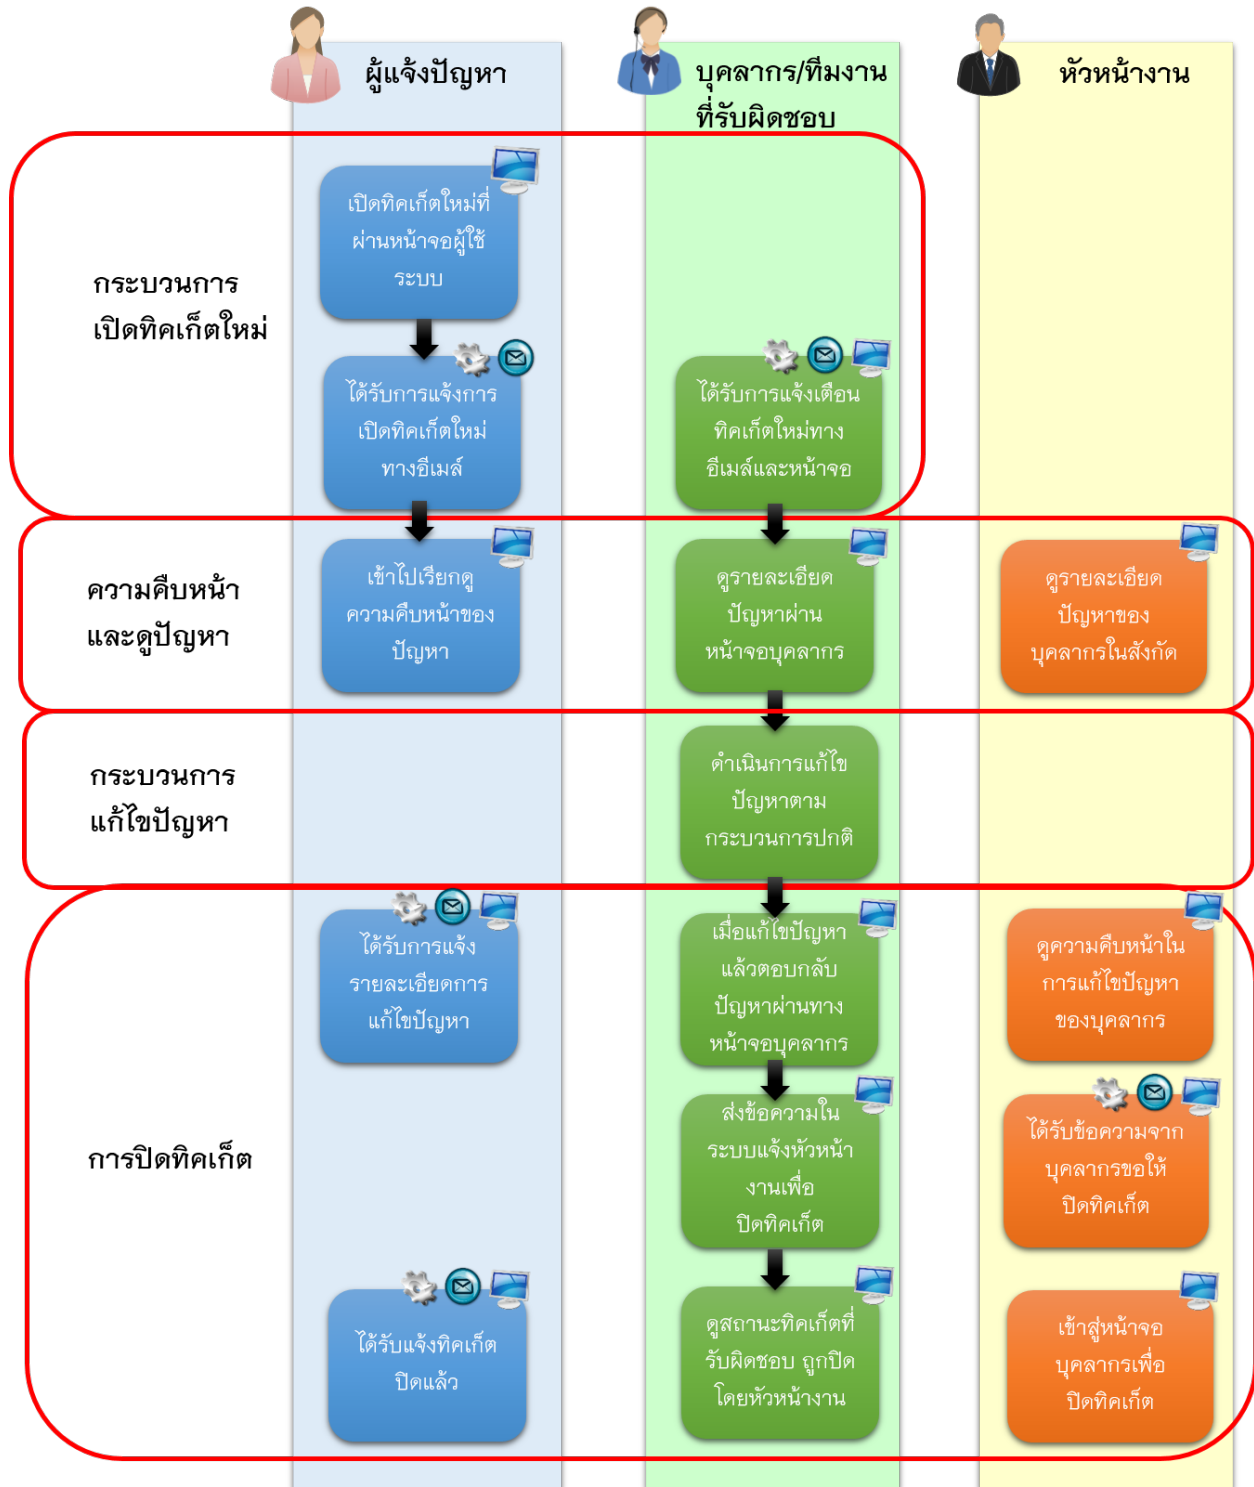 ผู้แจ้งปัญหา
บุคลากร/ทีมงาน
ที่รับผิดชอบ
หัวหน้างาน
กระบวนการ
เปิดทิคเก็ตใหม่
เปิดทิคเก็ตใหม่ที่
ผ่านหน้าจอผู้ใช้
ระบบ
ได้รับการแจ้งการ
เปิดทิคเก็ตใหม่
ทางอีเมล์
ได้รับการแจ้งเตือน
ทิคเก็ตใหม่ทาง
อีเมล์และหน้าจอ
ความคืบหน้า
และดูปัญหา
เข้าไปเรียกดู
ความคืบหน้าของ
ปัญหา
ดูรายละเอียด
ปัญหาผ่าน
หน้าจอบุคลากร
ดูรายละเอียด
ปัญหาของ
บุคลากรในสังกัด
กระบวนการ
แก้ไขปัญหา
ดำเนินการแก้ไข
ปัญหาตาม
กระบวนการปกติ
การปิดทิคเก็ต
ได้รับการแจ้ง
รายละเอียดการ
แก้ไขปัญหา
เมื่อแก้ไขปัญหา
แล้วตอบกลับ
ปัญหาผ่านทาง
หน้าจอบุคลากร
ดูความคืบหน้าใน
การแก้ไขปัญหา
ของบุคลากร
ส่งข้อความใน
ระบบแจ้งหัวหน้า
งานเพื่อ
ปิดทิคเก็ต
ได้รับข้อความจาก
บุคลากรขอให้
ปิดทิคเก็ต
ได้รับแจ้งทิคเก็ต
ปิดแล้ว
ดูสถานะทิคเก็ตที่
รับผิดชอบ ถูกปิด
โดยหัวหน้างาน
เข้าสู่หน้าจอ
บุคลากรเพื่อ
ปิดทิคเก็ต